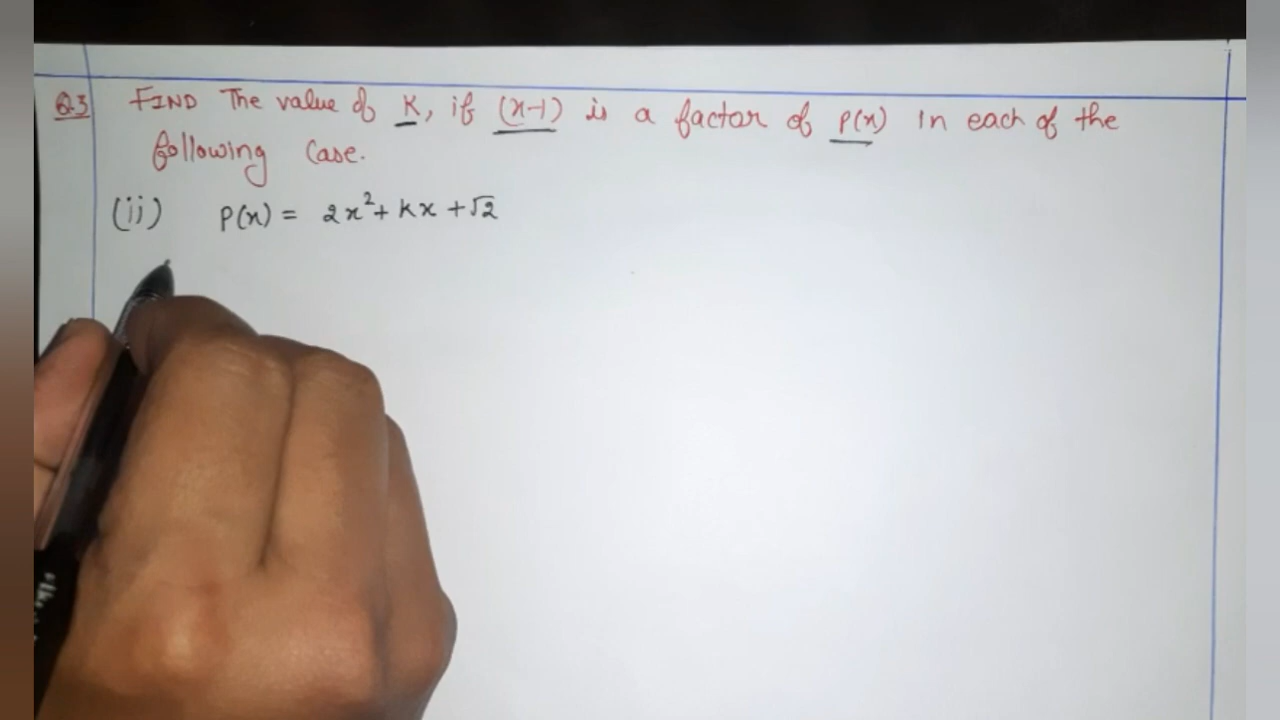 Q.3 FIND The value of K, if (x-1) is a factor of p(x) in each of the
following case.
(ii) p(x) = 2x²+ kx +√2